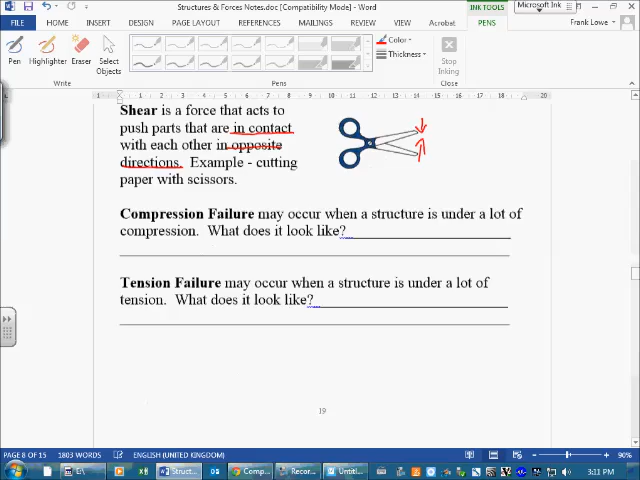 Structures & Forces Notes.doc [Compatibility Mode] - Word
INK TOOLS
Microsoft Ink
FILE HOME INSERT DESIGN PAGE LAYOUT REFERENCES MAILINGS REVIEW VIEW Acrobat PENS
Frank Lowe
Pen Highlighter Eraser Select Objects
Color
Thickness
Stop Inking
Write Pens Close
Shear is a force that acts to
push parts that are in contact
with each other in opposite
directions. Example - cutting
paper with scissors.
Compression Failure may occur when a structure is under a lot of
compression. What does it look like?
Tension Failure may occur when a structure is under a lot of
tension. What does it look like?
19
PAGE 8 OF 15 1803 WORDS ENGLISH (UNITED KINGDOM) 90%
E:\ Struct... Comp... Recor... Untitl... 3:11 PM